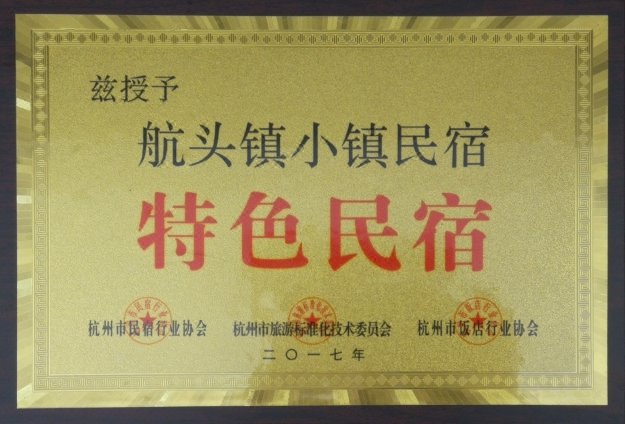 兹授予
航头镇小镇民宿
特色民宿
杭州市民宿行业协会 杭州市旅游标准化技术委员会 杭州市饭店行业协会
二〇一七年